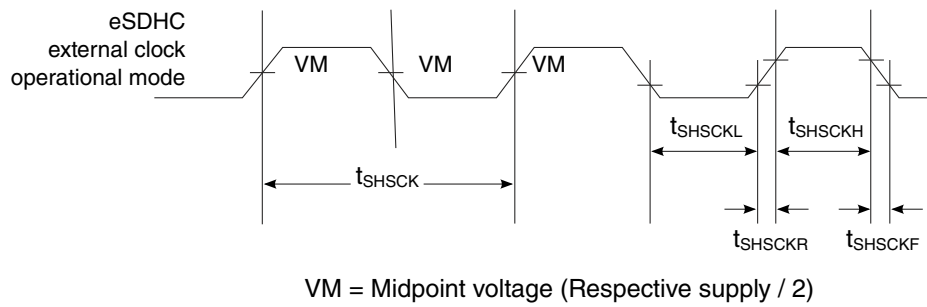 eSDHC
external clock
operational mode
VM
VM
VM
tSHSCKL
tSHSCKH
tSHSCK
tSHSCKR
tSHSCKF
VM = Midpoint voltage (Respective supply / 2)